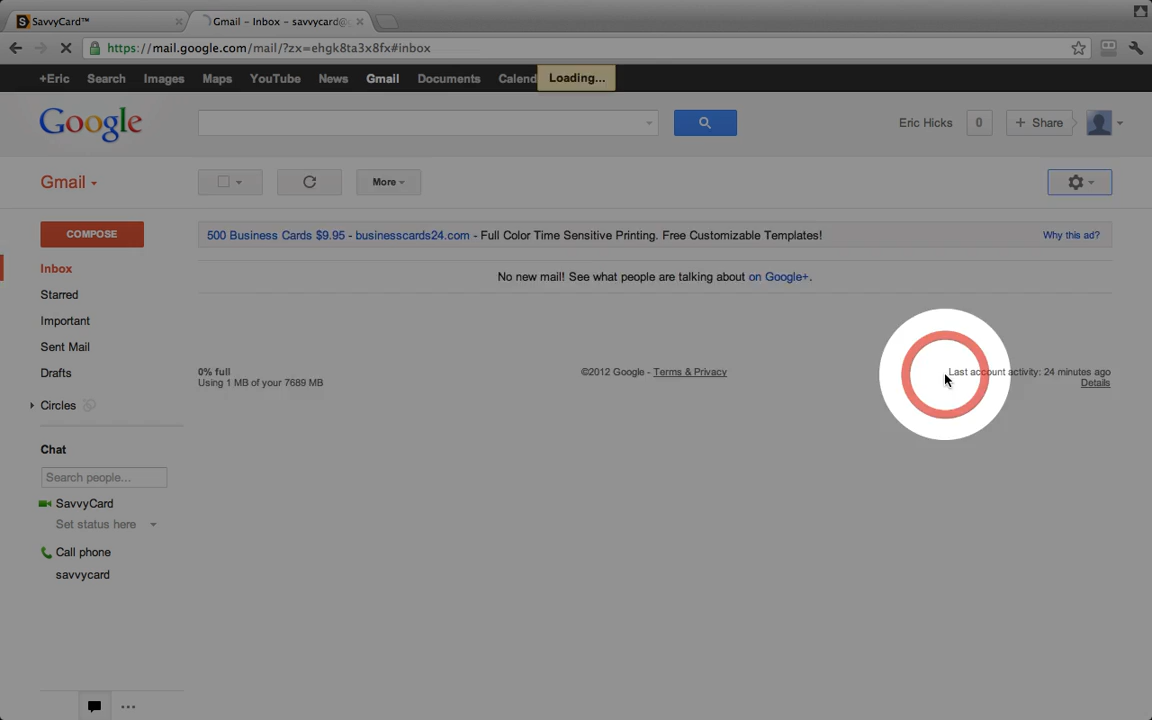 SavvyCard™
Gmail – Inbox – savvycard@g
https://mail.google.com/mail/?zx=ehgk8ta3x8fx#inbox
+Eric Search Images Maps YouTube News Gmail Documents Calend Loading...
Google
Eric Hicks 0 + Share
Gmail
More
COMPOSE
500 Business Cards $9.95 - businesscards24.com - Full Color Time Sensitive Printing. Free Customizable Templates! Why this ad?
Inbox
No new mail! See what people are talking about on Google+.
Starred
Important
Sent Mail
Drafts
0% full
Using 1 MB of your 7689 MB
©2012 Google - Terms & Privacy
Last account activity: 24 minutes ago
Details
Circles
Chat
Search people...
SavvyCard
Set status here
Call phone
savvycard